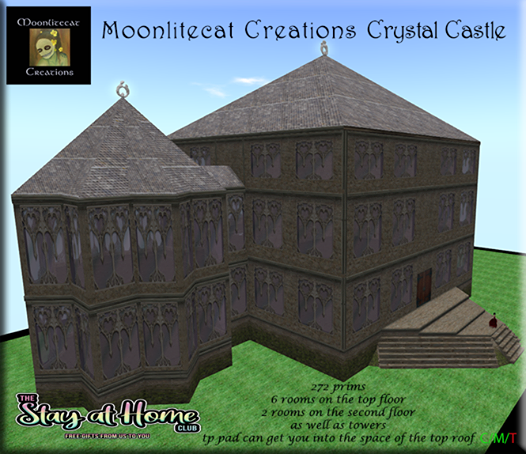 Moonlitecat
Creations
Moonlitecat Creations Crystal Castle
272 prims
6 rooms on the top floor
2 rooms on the second floor
as well as towers
tp pad can get you into the space of the top roof C/M/T
THE
Stay at Home
CLUB
FREE GIFTS FROM US TO YOU